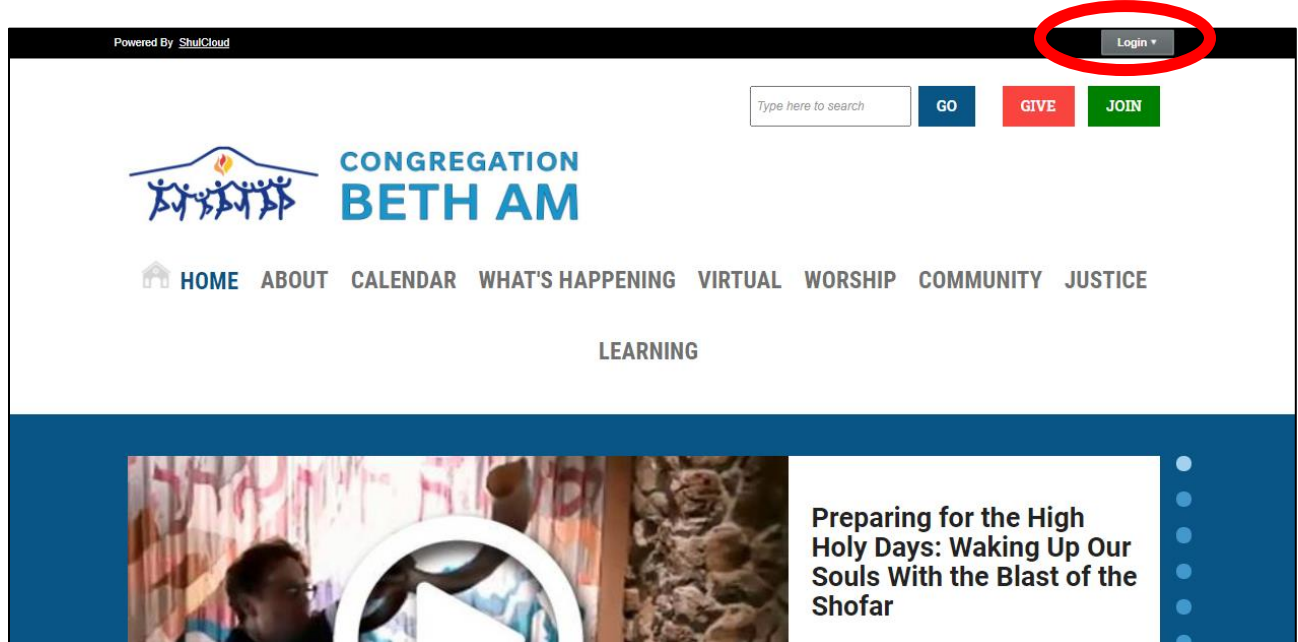 Powered By ShulCloud
Login ▾
Type here to search
GO
GIVE
JOIN
CONGREGATION
BETH AM
HOME ABOUT CALENDAR WHAT'S HAPPENING VIRTUAL WORSHIP COMMUNITY JUSTICE
LEARNING
Preparing for the High
Holy Days: Waking Up Our
Souls With the Blast of the
Shofar